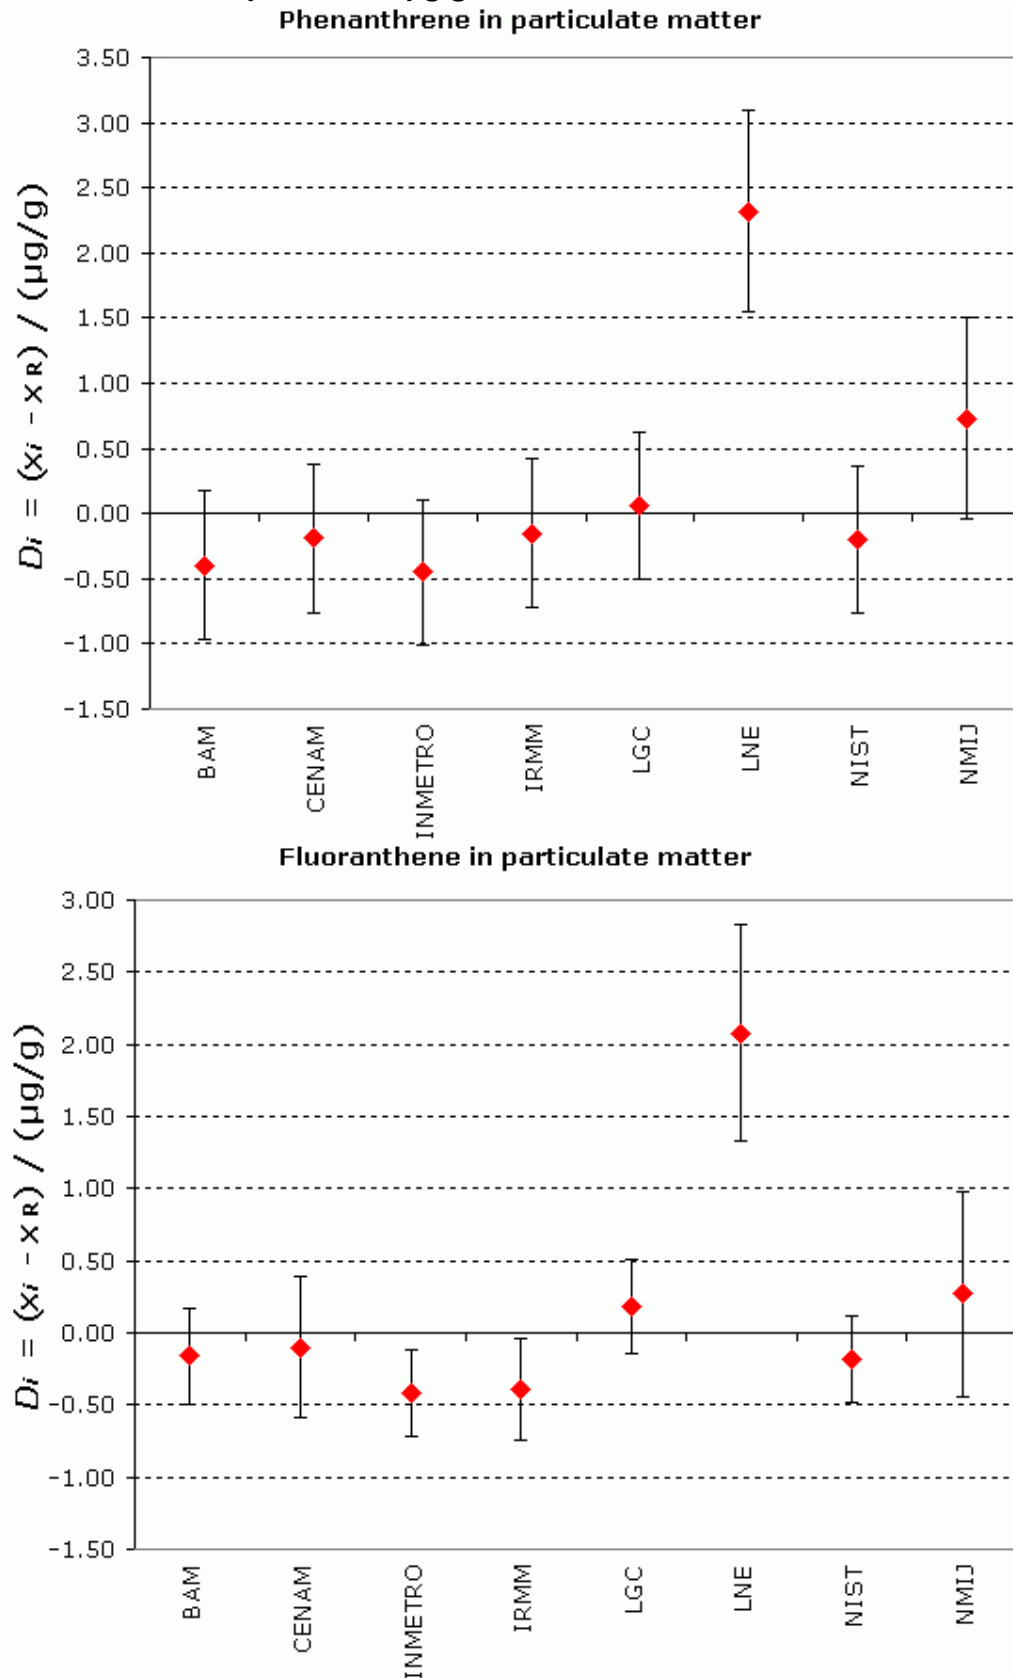 Phenanthrene in particulate matter
Di = (xi - xR) / (µg/g)
3.50
3.00
2.50
2.00
1.50
1.00
0.50
0.00
-0.50
-1.00
-1.50
BAM
CENAM
INMETRO
IRMM
LGC
LNE
NIST
NMIJ
Fluoranthene in particulate matter
Di = (xi - xR) / (µg/g)
3.00
2.50
2.00
1.50
1.00
0.50
0.00
-0.50
-1.00
-1.50
BAM
CENAM
INMETRO
IRMM
LGC
LNE
NIST
NMIJ